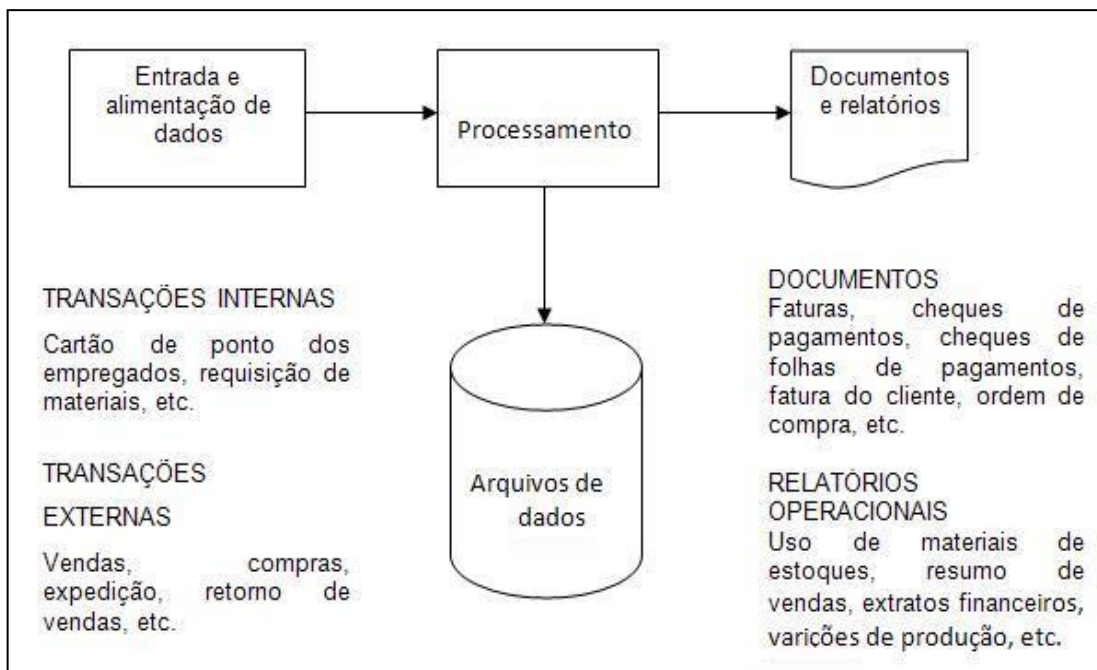 Entrada e
alimentação de
dados
Processamento
Documentos
e relatórios
TRANSAÇÕES INTERNAS
Cartão de ponto dos
empregados, requisição de
materiais, etc.
TRANSAÇÕES
EXTERNAS
Vendas, compras,
expedição, retorno de
vendas, etc.
Arquivos de
dados
DOCUMENTOS
Faturas, cheques de
pagamentos, cheques de
folhas de pagamentos,
fatura do cliente, ordem de
compra, etc.
RELATÓRIOS
OPERACIONAIS
Uso de materiais de
estoques, resumo de
vendas, extratos financeiros,
varições de produção, etc.